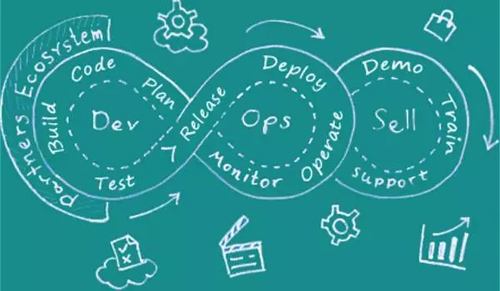 Partners Ecosystem
Code
Plan
Build
Dev
Test
Release
Deploy
Ops
Operate
Monitor
Demo
Sell
Train
Support